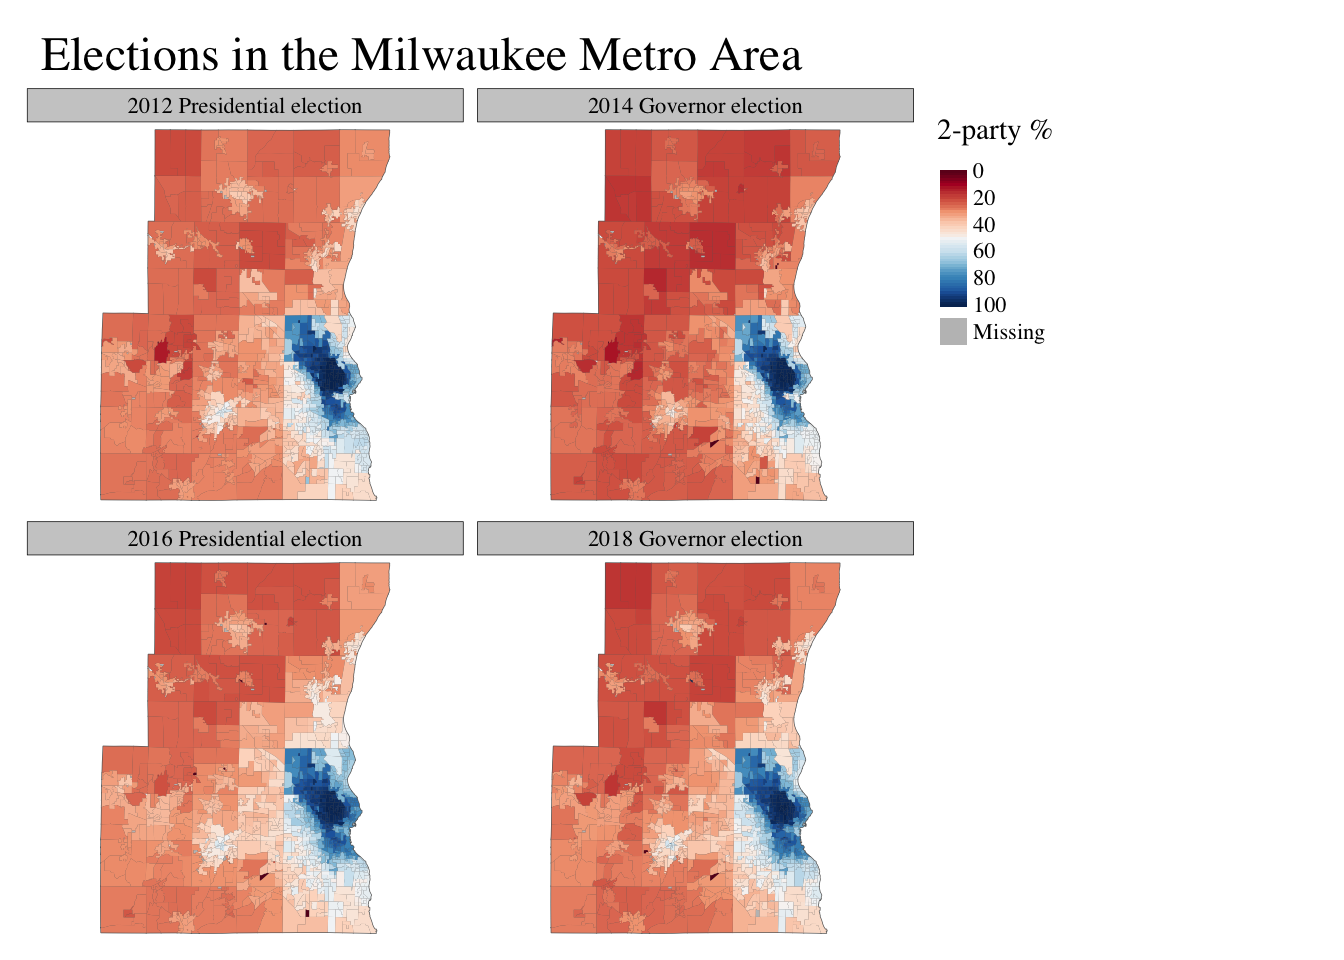 Elections in the Milwaukee Metro Area
2012 Presidential election
2014 Governor election
2-party %
0
20
40
60
80
100
Missing
2016 Presidential election
2018 Governor election